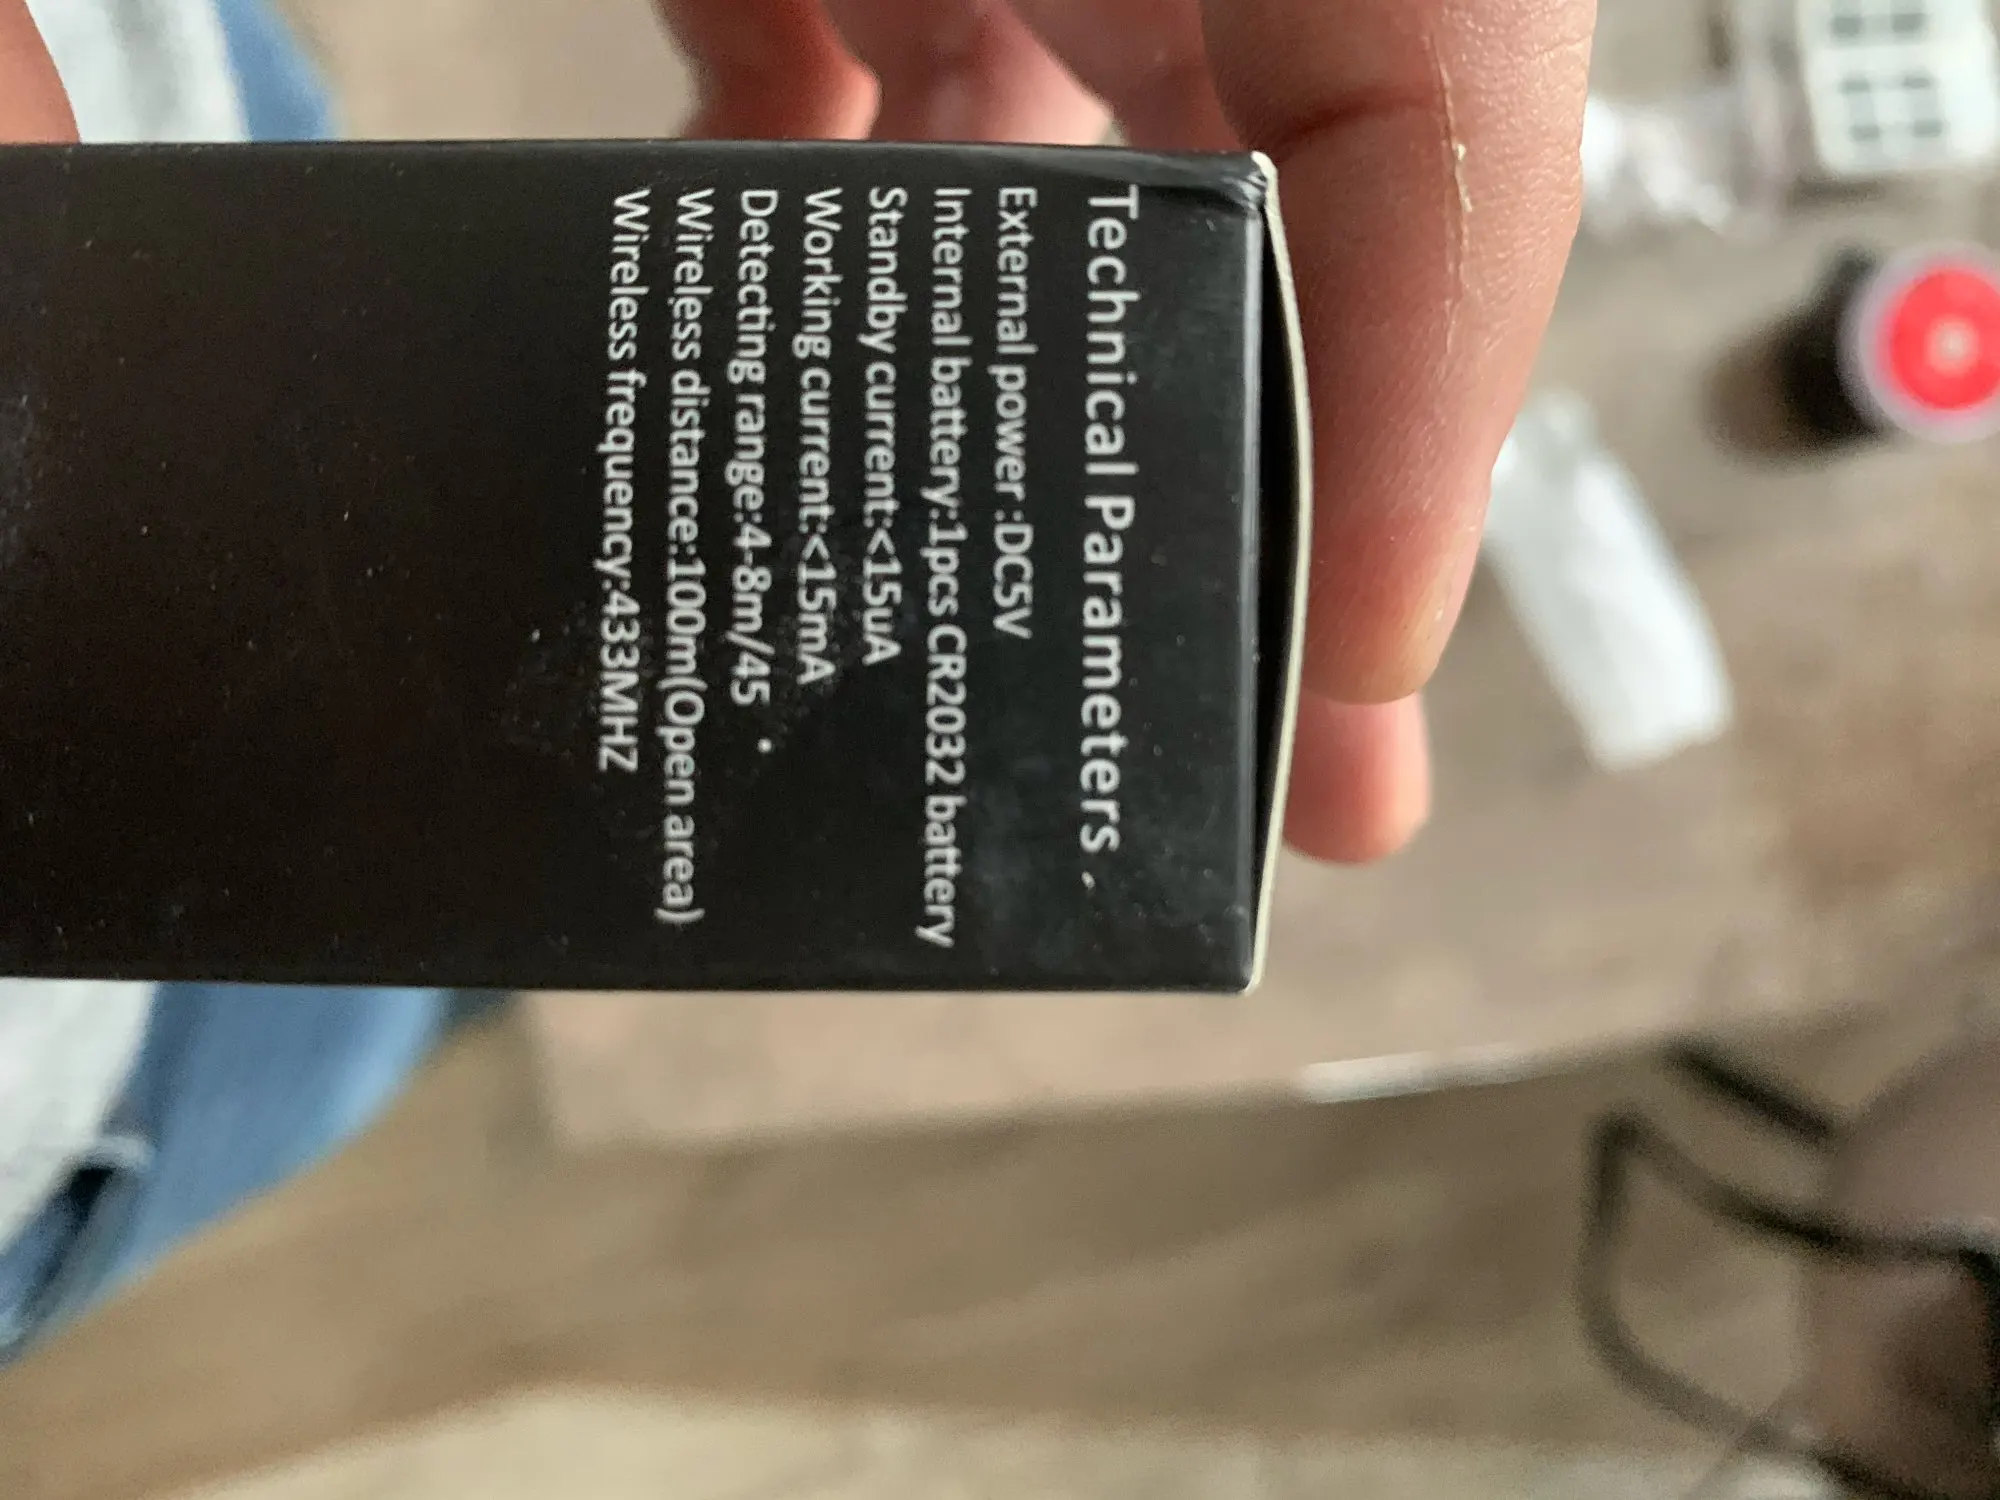 Technical Parameters
External power :DC5V
Internal battery:1pcs CR2032 battery
Standby current:<15uA
Working current:<15mA
Detecting range:4-8m/45
Wireless distance:100m(Open area)
Wireless frequency:433MHZ